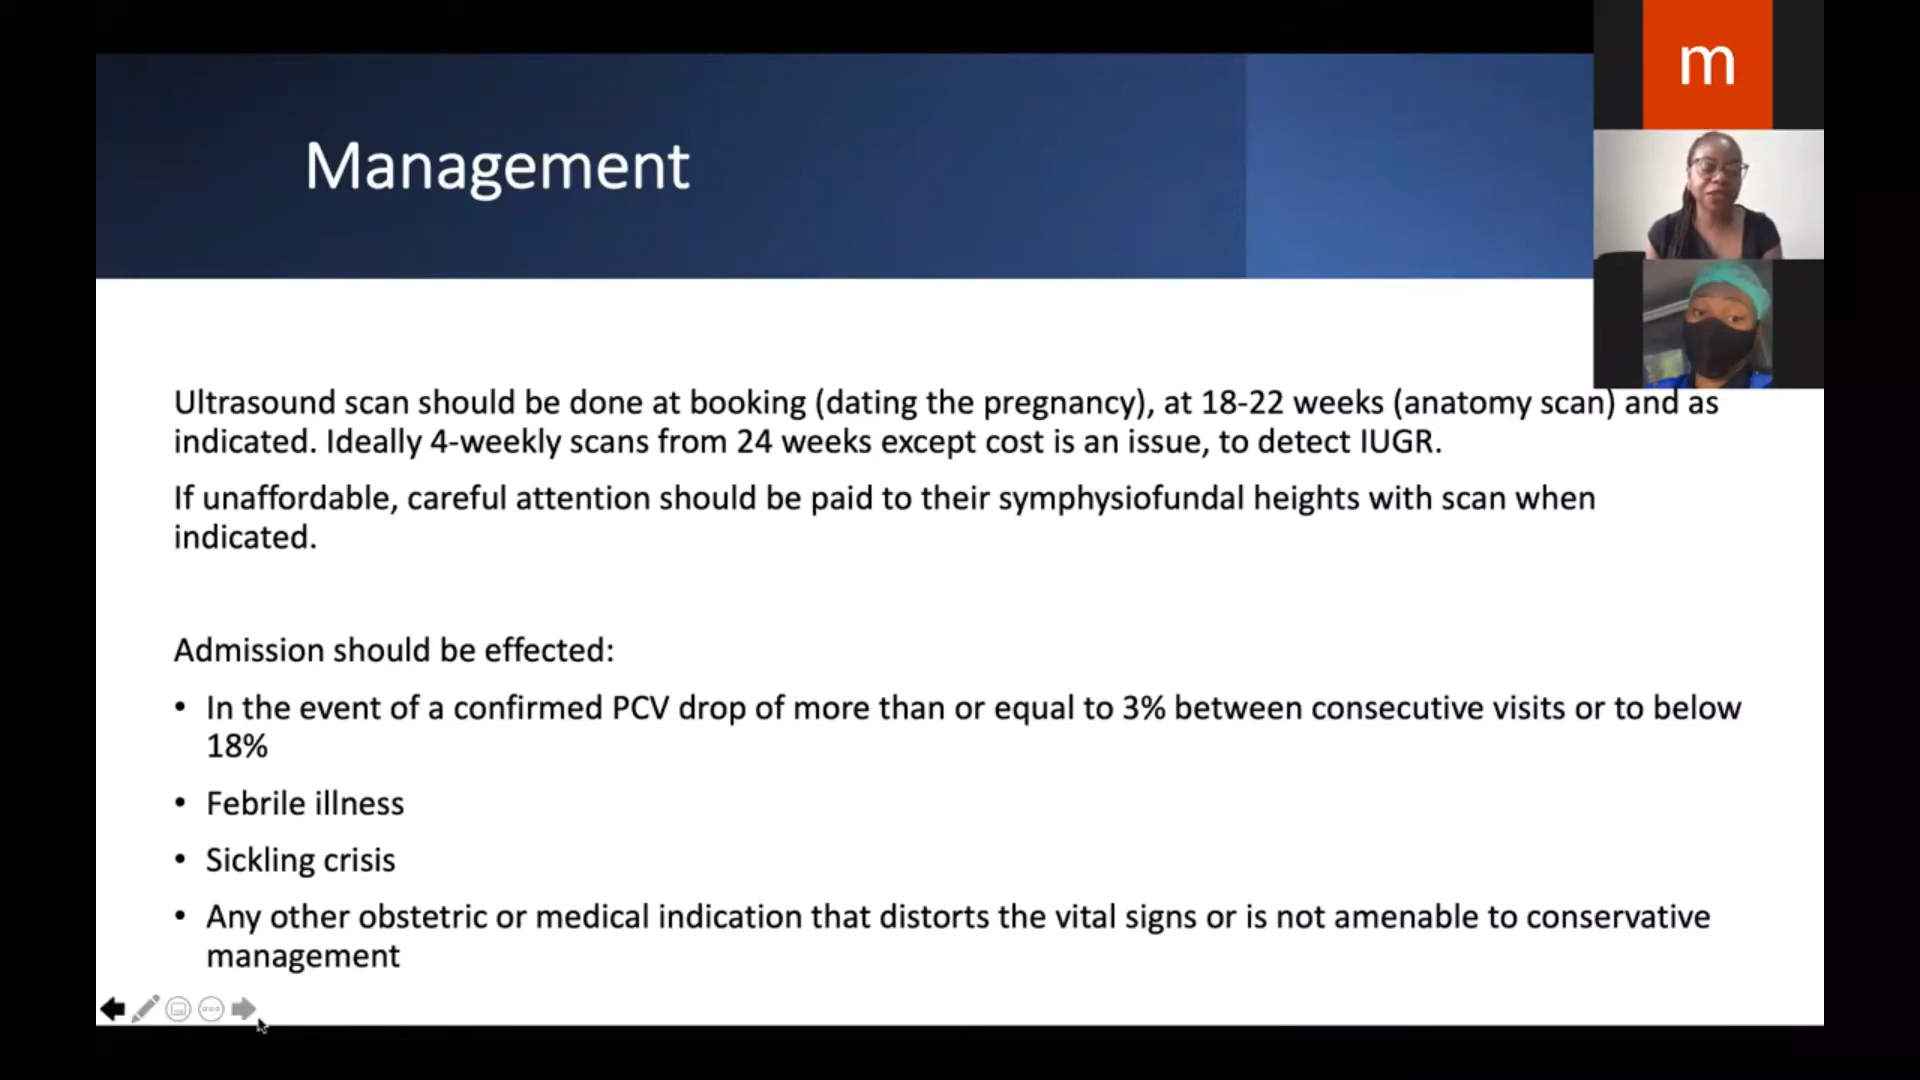 m
Management
Ultrasound scan should be done at booking (dating the pregnancy), at 18-22 weeks (anatomy scan) and as
indicated. Ideally 4-weekly scans from 24 weeks except cost is an issue, to detect IUGR.
If unaffordable, careful attention should be paid to their symphysiofundal heights with scan when
indicated.
Admission should be effected:
• In the event of a confirmed PCV drop of more than or equal to 3% between consecutive visits or to below
18%
• Febrile illness
• Sickling crisis
• Any other obstetric or medical indication that distorts the vital signs or is not amenable to conservative
management